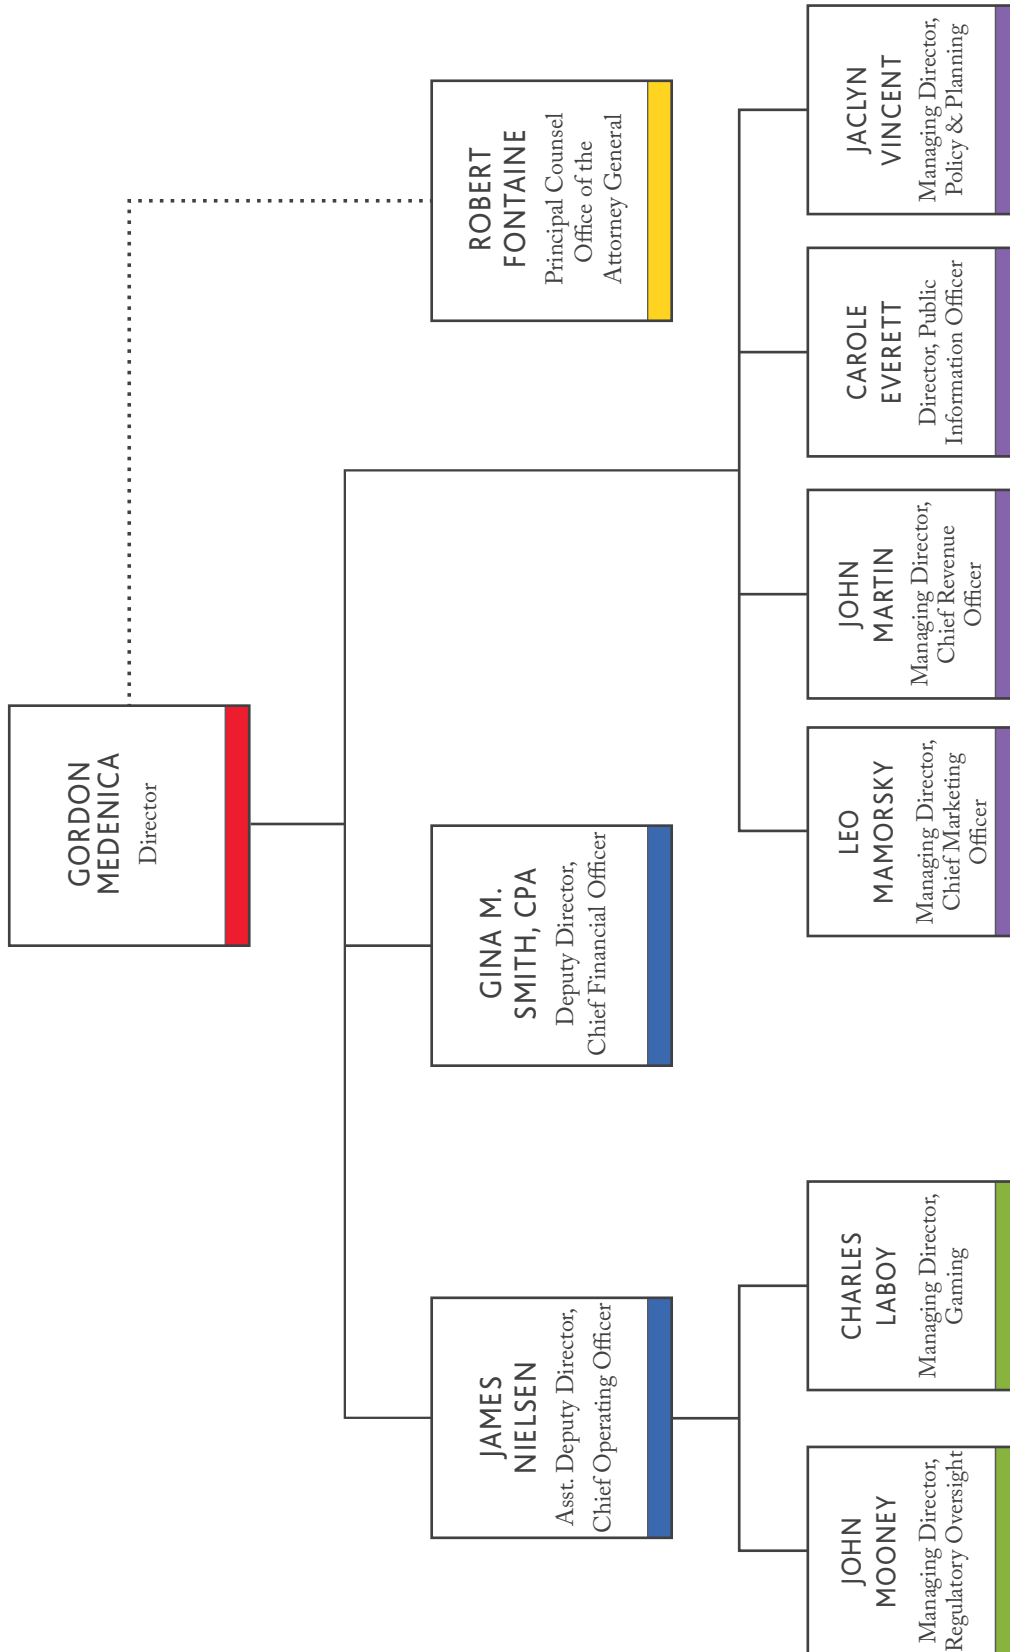 GORDON
MEDENICA
Director
JAMES
NIELSEN
Asst. Deputy Director,
Chief Operating Officer
GINA M.
SMITH, CPA
Deputy Director,
Chief Financial Officer
ROBERT
FONTAINE
Principal Counsel
Office of the
Attorney General
JOHN
MOONEY
Managing Director,
Regulatory Oversight
CHARLES
LABOY
Managing Director,
Gaming
LEO
MAMORSKY
Managing Director,
Chief Marketing
Officer
JOHN
MARTIN
Managing Director,
Chief Revenue
Officer
CAROLE
EVERETT
Director, Public
Information Officer
JACLYN
VINCENT
Managing Director,
Policy & Planning